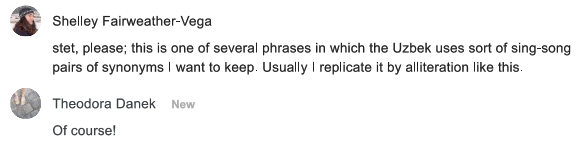 Shelley Fairweather-Vega
stet, please; this is one of several phrases in which the Uzbek uses sort of sing-song
pairs of synonyms I want to keep. Usually I replicate it by alliteration like this.
Theodora Danek New
Of course!